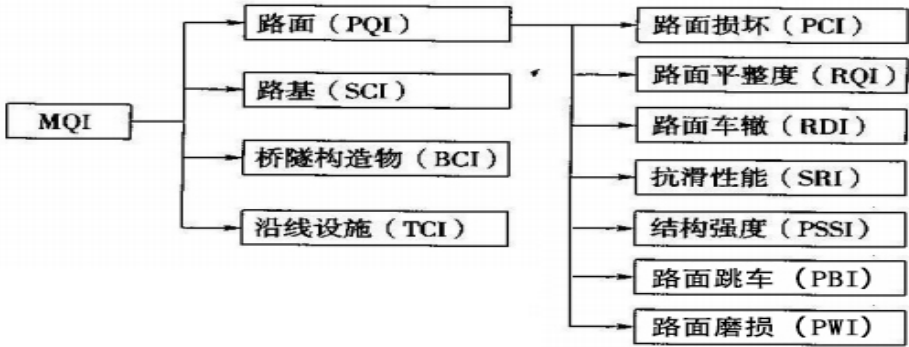 MQI
路面（PQI）
路基（SCI）
桥隧构造物（BCI）
沿线设施（TCI）
路面损坏（PCI）
路面平整度（RQI）
路面车辙（RDI）
抗滑性能（SRI）
结构强度（PSSI）
路面跳车（PBI）
路面磨损（PWI）